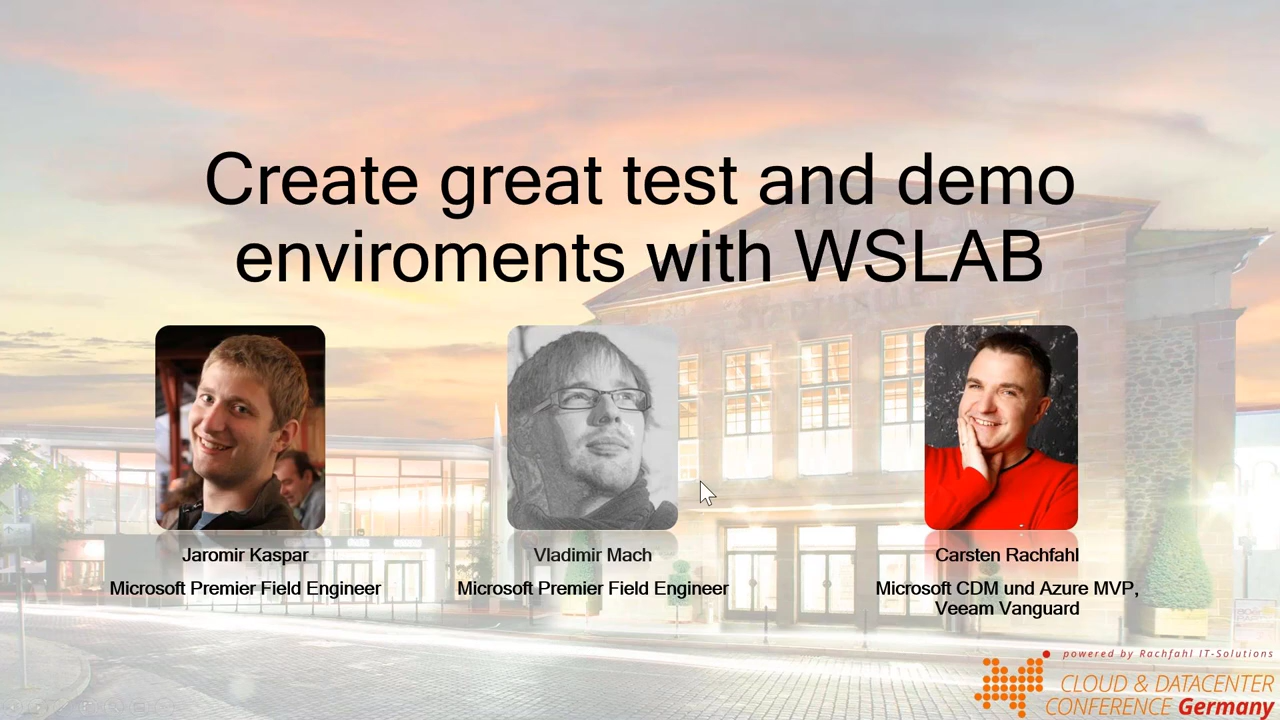 Create great test and demo
enviroments with WSLAB
Jaromir Kaspar
Microsoft Premier Field Engineer
Vladimir Mach
Microsoft Premier Field Engineer
Carsten Rachfahl
Microsoft CDM und Azure MVP,
Veeam Vanguard
powered by Rachfahl IT-Solutions
CLOUD & DATACENTER
CONFERENCE Germany